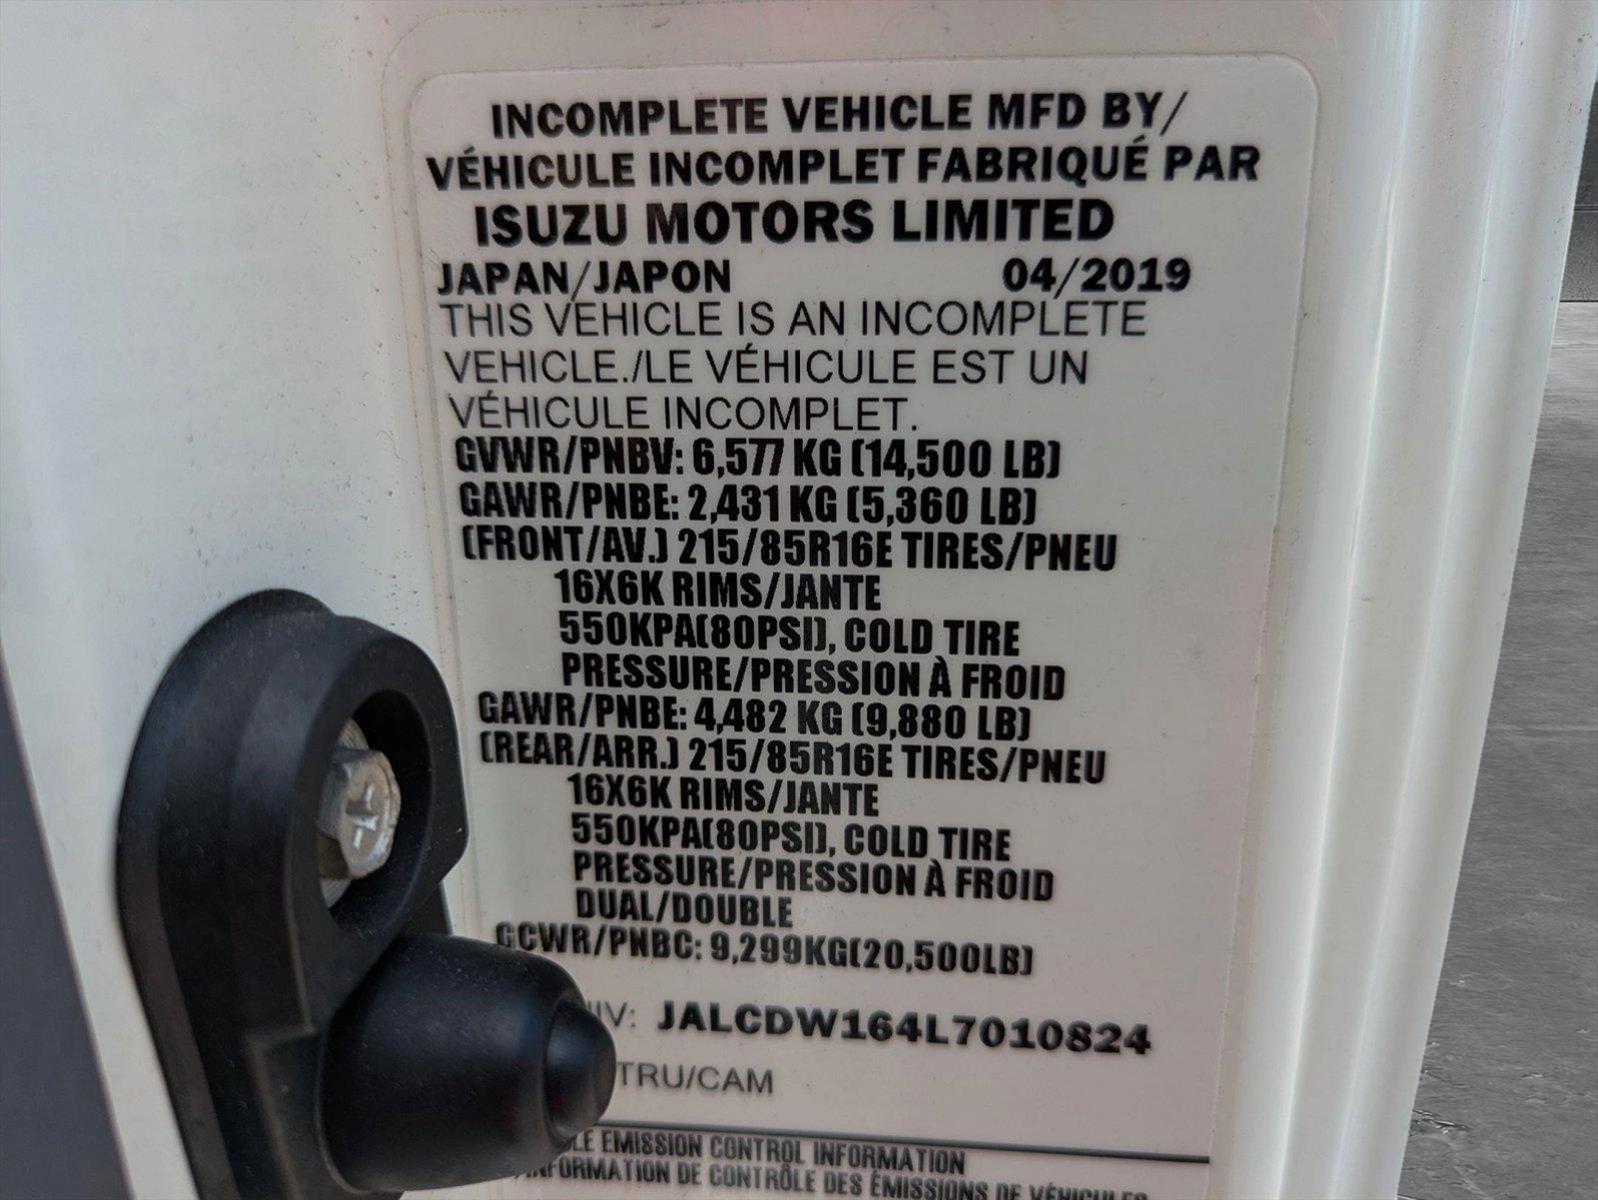 INCOMPLETE VEHICLE MFD BY/
VÉHICULE INCOMPLET FABRIQUÉ PAR
ISUZU MOTORS LIMITED
JAPAN/JAPON 04/2019
THIS VEHICLE IS AN INCOMPLETE
VEHICLE./LE VÉHICULE EST UN
VÉHICULE INCOMPLET.
GVWR/PNBV: 6,577 KG (14,500 LB)
GAWR/PNBE: 2,431 KG (5,360 LB)
(FRONT/AV.) 215/85R16E TIRES/PNEU
16X6K RIMS/JANTE
550KPA(80PSI), COLD TIRE
PRESSURE/PRESSION À FROID
GAWR/PNBE: 4,482 KG (9,880 LB)
(REAR/ARR.) 215/85R16E TIRES/PNEU
16X6K RIMS/JANTE
550KPA(80PSI), COLD TIRE
PRESSURE/PRESSION À FROID
DUAL/DOUBLE
GCWR/PNBC: 9,299KG(20,500LB)
JALCDW164L7010824
TRU/CAM
EMISSION CONTROL INFORMATION
DE CONTRÔLE DES ÉMISSIONS DE VÉHICULES